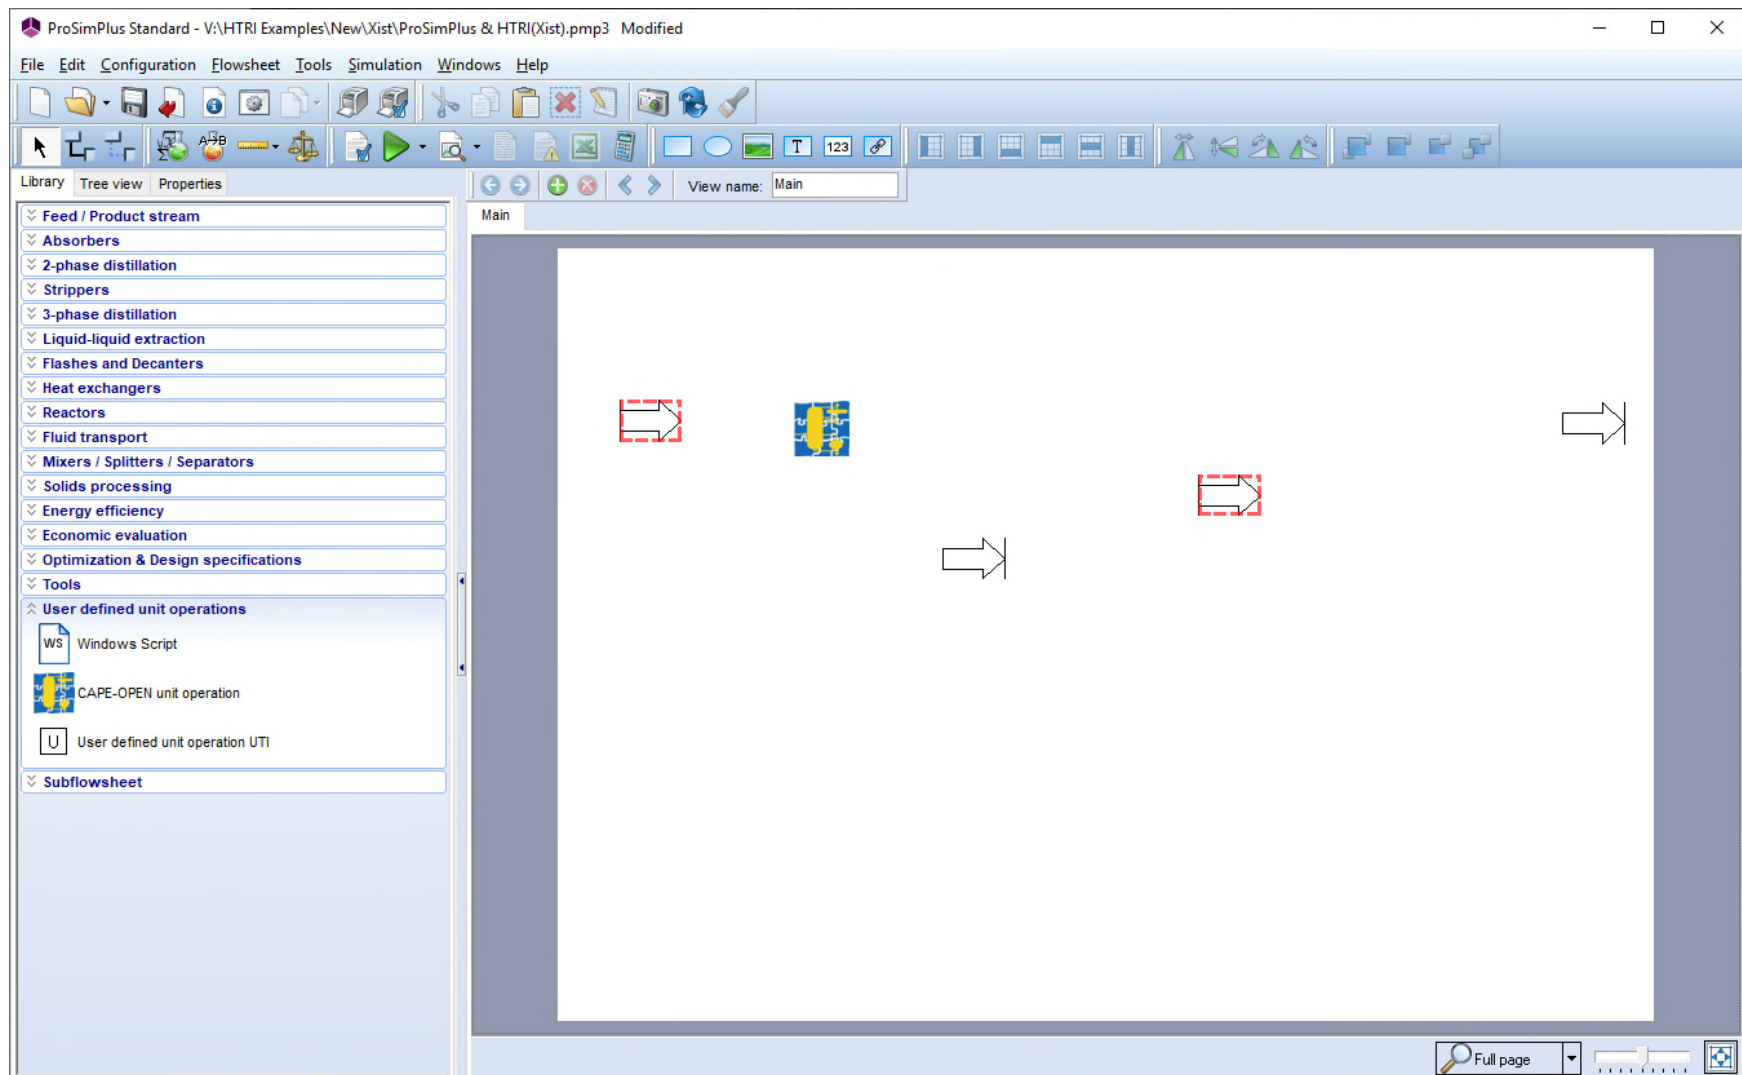 ProSimPlus Standard - V:\HTRI Examples\New\Xist\ProSimPlus & HTRI(Xist).pmp3   Modified
File Edit Configuration Flowsheet Tools Simulation Windows Help
A→B
T 123
Library Tree view Properties
View name: Main
Main
Feed / Product stream
Absorbers
2-phase distillation
Strippers
3-phase distillation
Liquid-liquid extraction
Flashes and Decanters
Heat exchangers
Reactors
Fluid transport
Mixers / Splitters / Separators
Solids processing
Energy efficiency
Economic evaluation
Optimization & Design specifications
Tools
User defined unit operations
WS Windows Script
CAPE-OPEN unit operation
U User defined unit operation UTI
Subflowsheet
Full page